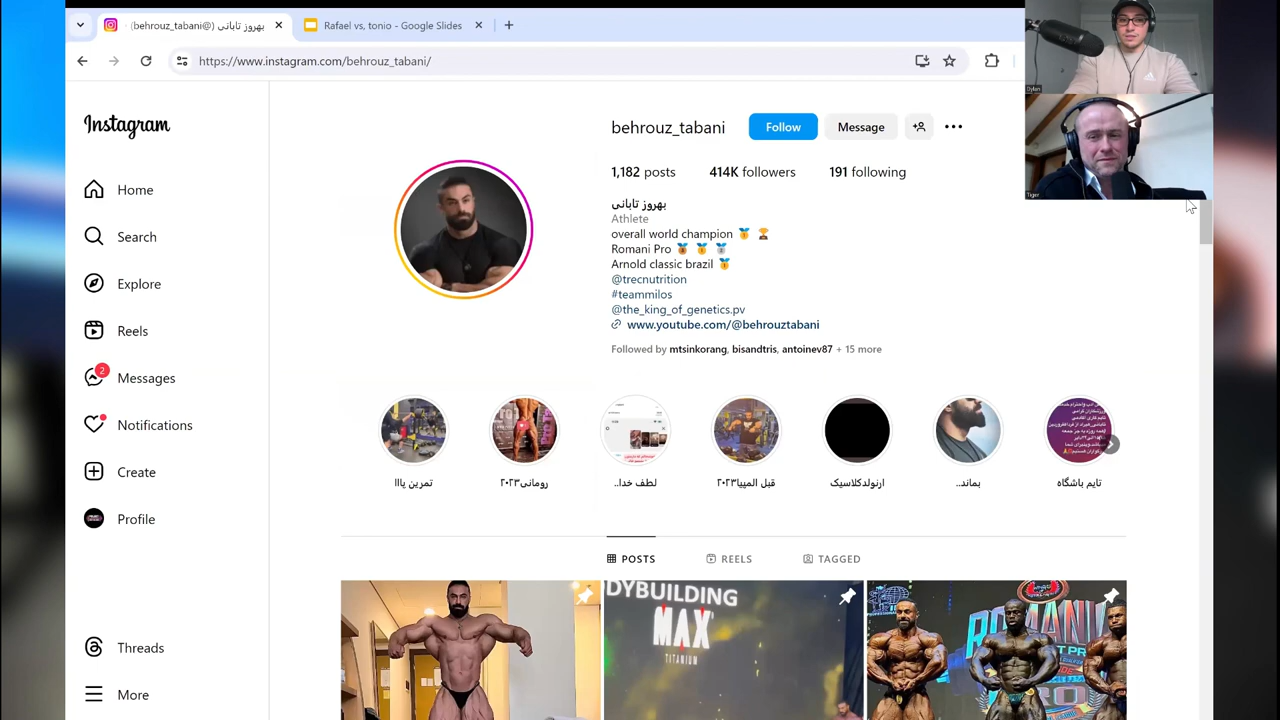 بهروز تابانی (@behrouz_tabani)
Rafael vs, tonio - Google Slides
https://www.instagram.com/behrouz_tabani/
Dylan
Tiger
Instagram
Home
Search
Explore
Reels
2
Messages
Notifications
Create
Profile
Threads
More
behrouz_tabani
Follow
Message
1,182 posts 414K followers 191 following
بهروز تابانی
Athlete
overall world champion 🥇 🏆
Romani Pro 🥉 🥇 🥈
Arnold classic brazil 🥇
@trecnutrition
#teammilos
@the_king_of_genetics.pv
www.youtube.com/@behrouztabani
Followed by mtsinkorang, bisandtris, antoinev87 + 15 more
تمرین یااا
رومانی۲۰۲۳
لطف خدا..
قبل المپیا۲۰۲۳
ارنولدکلاسیک
بماند..
تایم باشگاه
POSTS
REELS
TAGGED
DYBUILDING
MAX
TITANIUM